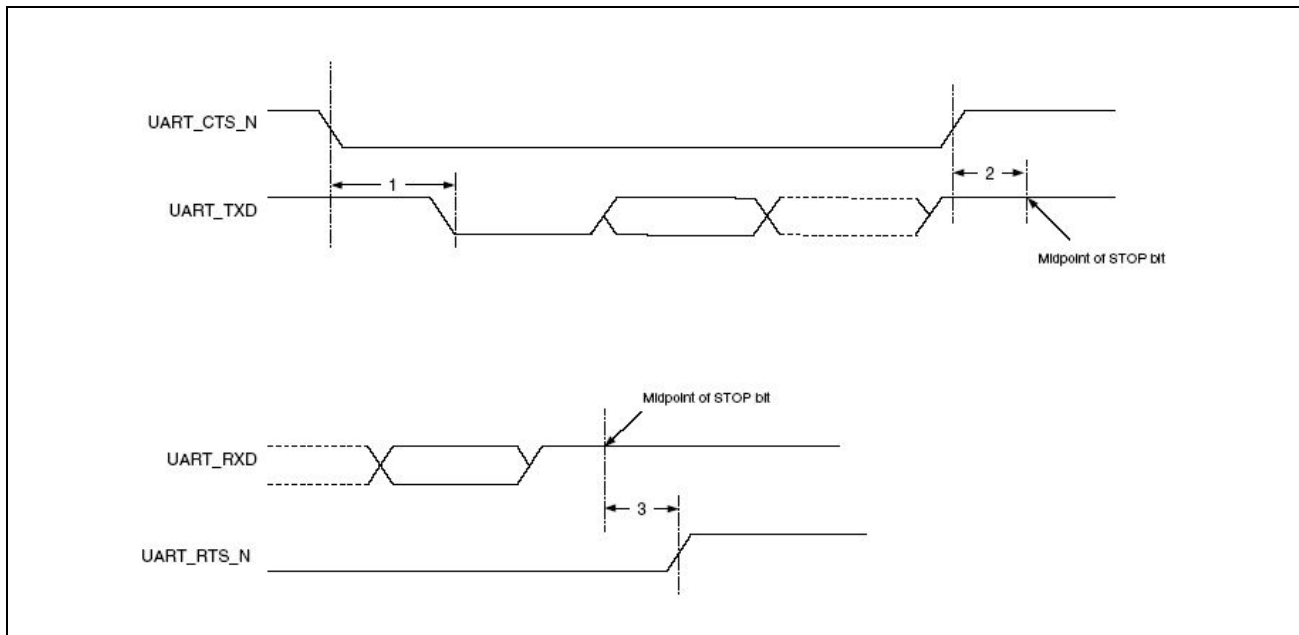 UART_CTS_N
1
2
UART_TXD
Midpoint of STOP bit
Midpoint of STOP bit
UART_RXD
3
UART_RTS_N